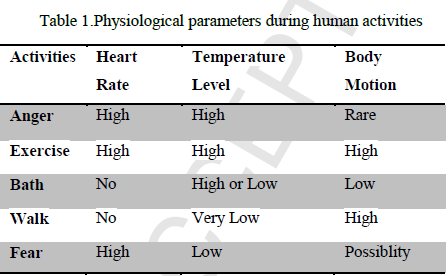 Table 1.Physiological parameters during human activities
Activities Heart Rate Temperature Level Body Motion
Anger High High Rare
Exercise High High High
Bath No High or Low Low
Walk No Very Low High
Fear High Low Possiblity